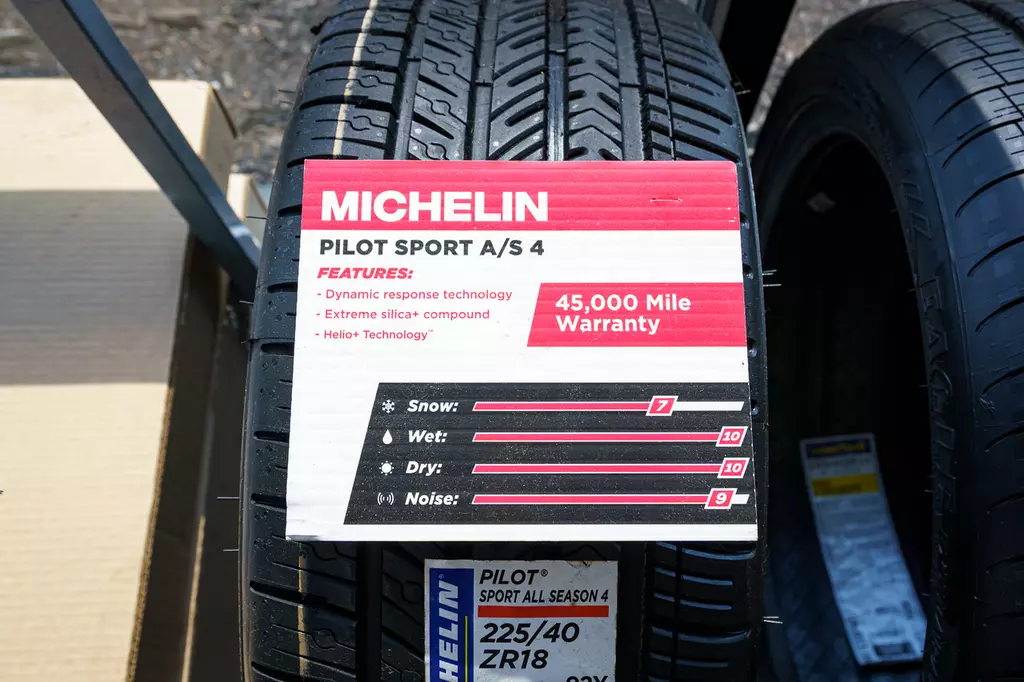 MICHELIN
PILOT SPORT A/S 4
FEATURES:
- Dynamic response technology
- Extreme silica+ compound
- Helio+ Technology™
45,000 Mile
Warranty
Snow: 7
Wet: 10
Dry: 10
Noise: 9
HELIN
PILOT®
SPORT ALL SEASON 4
225/40
ZR18